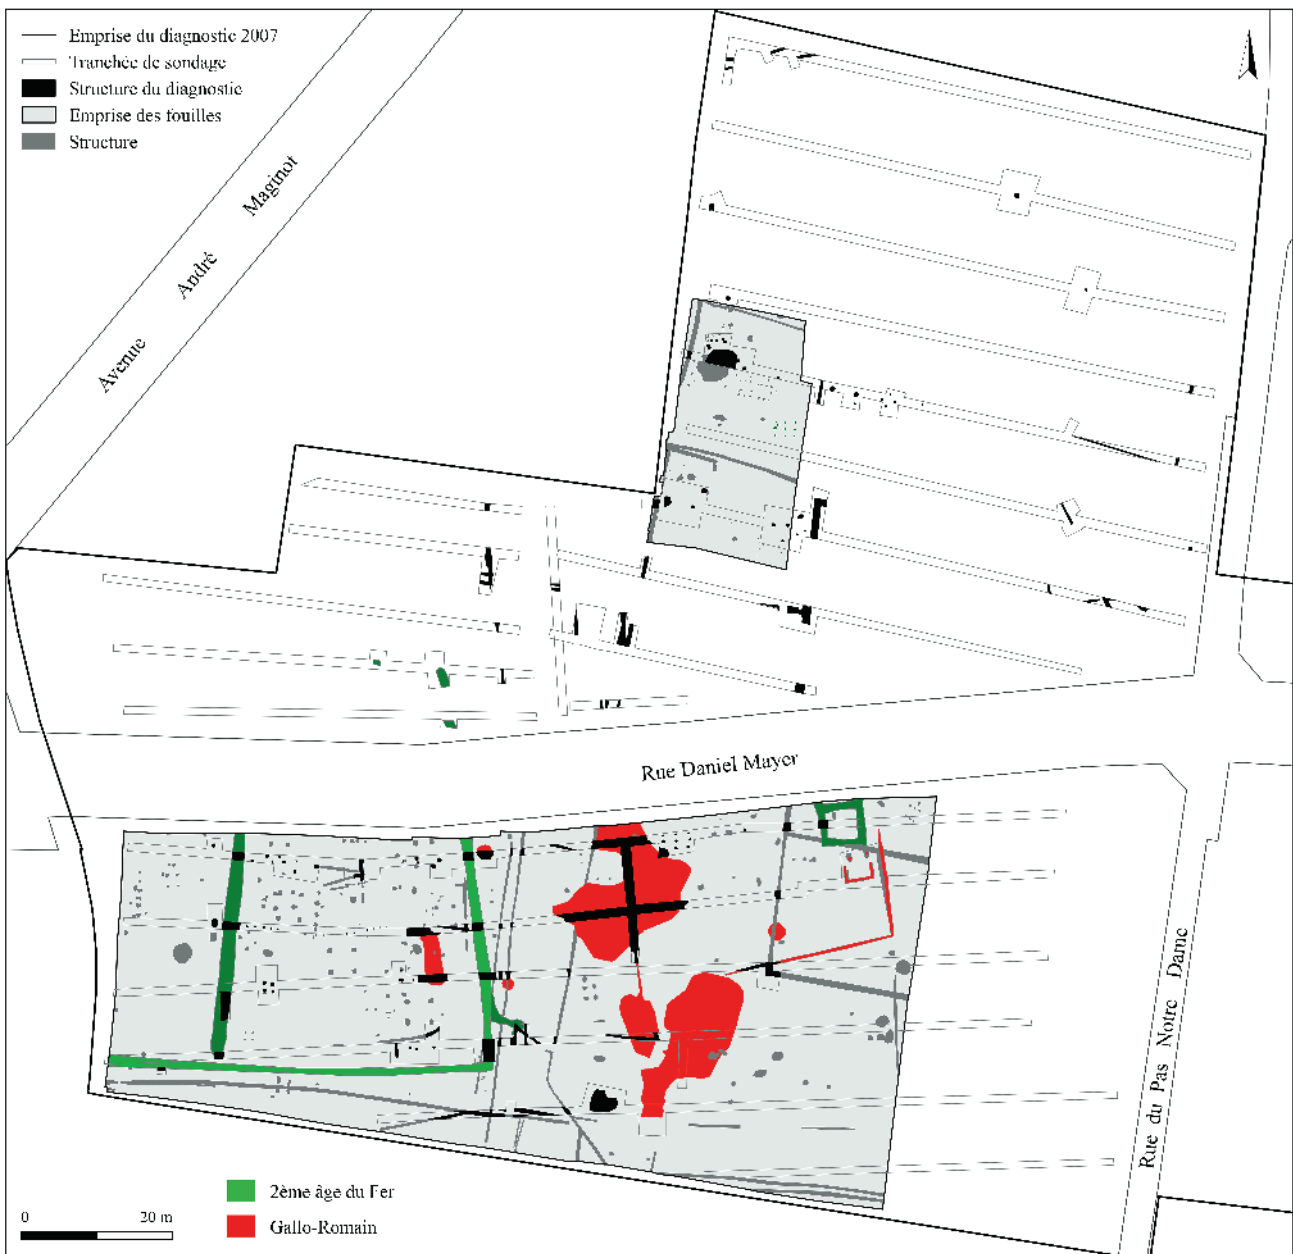 Emprise du diagnostic 2007
Tranchée de sondage
Structure du diagnostic
Emprise des fouilles
Structure
Avenue André Maginot
Rue Daniel Mayer
Rue du Pas Notre Dame
2ème âge du Fer
Gallo-Romain
0 20 m